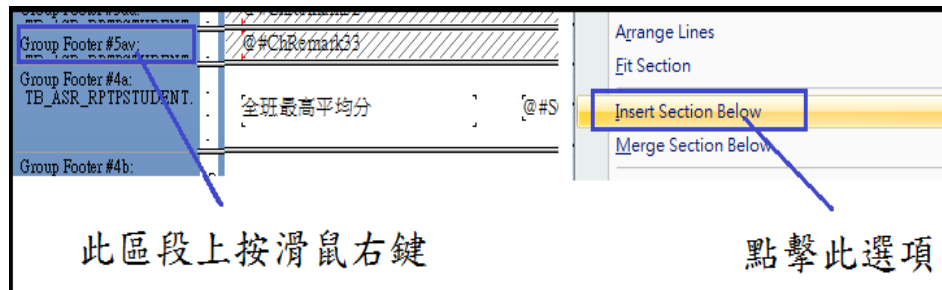 @#ChRemark32
Group Footer #5av:
@#ChRemark33
Group Footer #4a:
TB_ASR_RPTPSTUDENT.
全班最高平均分
@#S
Group Footer #4b:
Arrange Lines
Fit Section
Insert Section Below
Merge Section Below
此區段上按滑鼠右鍵
點擊此選項